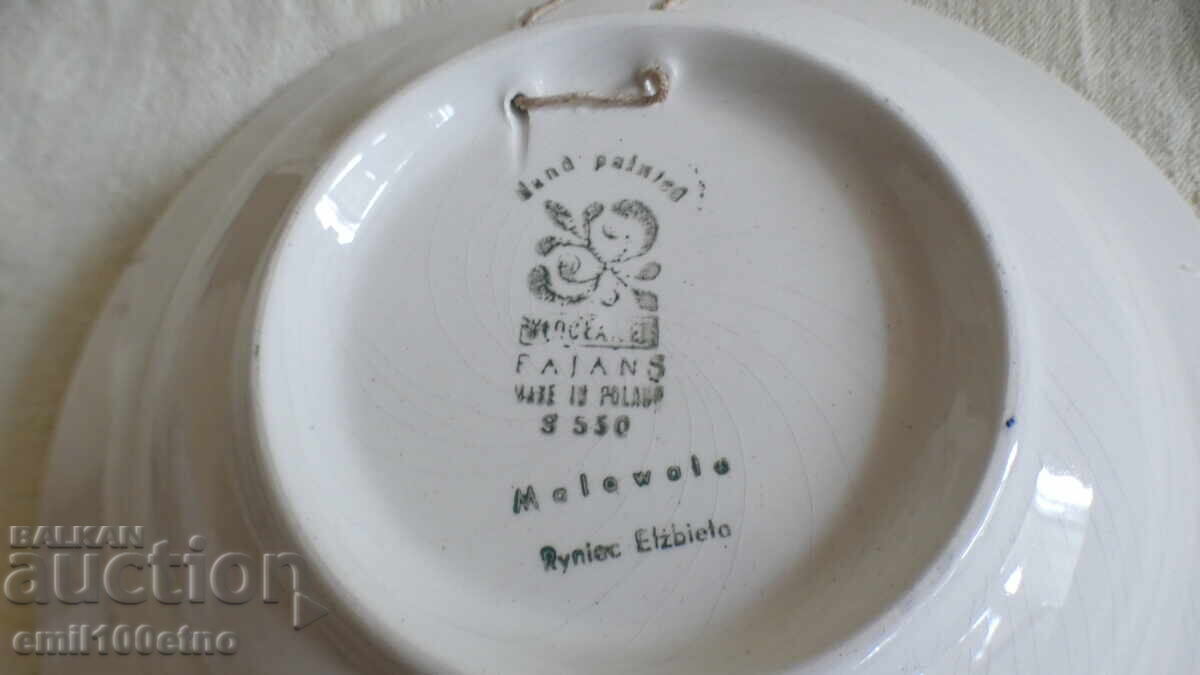 Hand painted
WŁOCŁAWEK
FAJANS
MADE IN POLAND
S 550
Malowała
Ryniec Elżbieta
BALKAN
auction
emil100etno